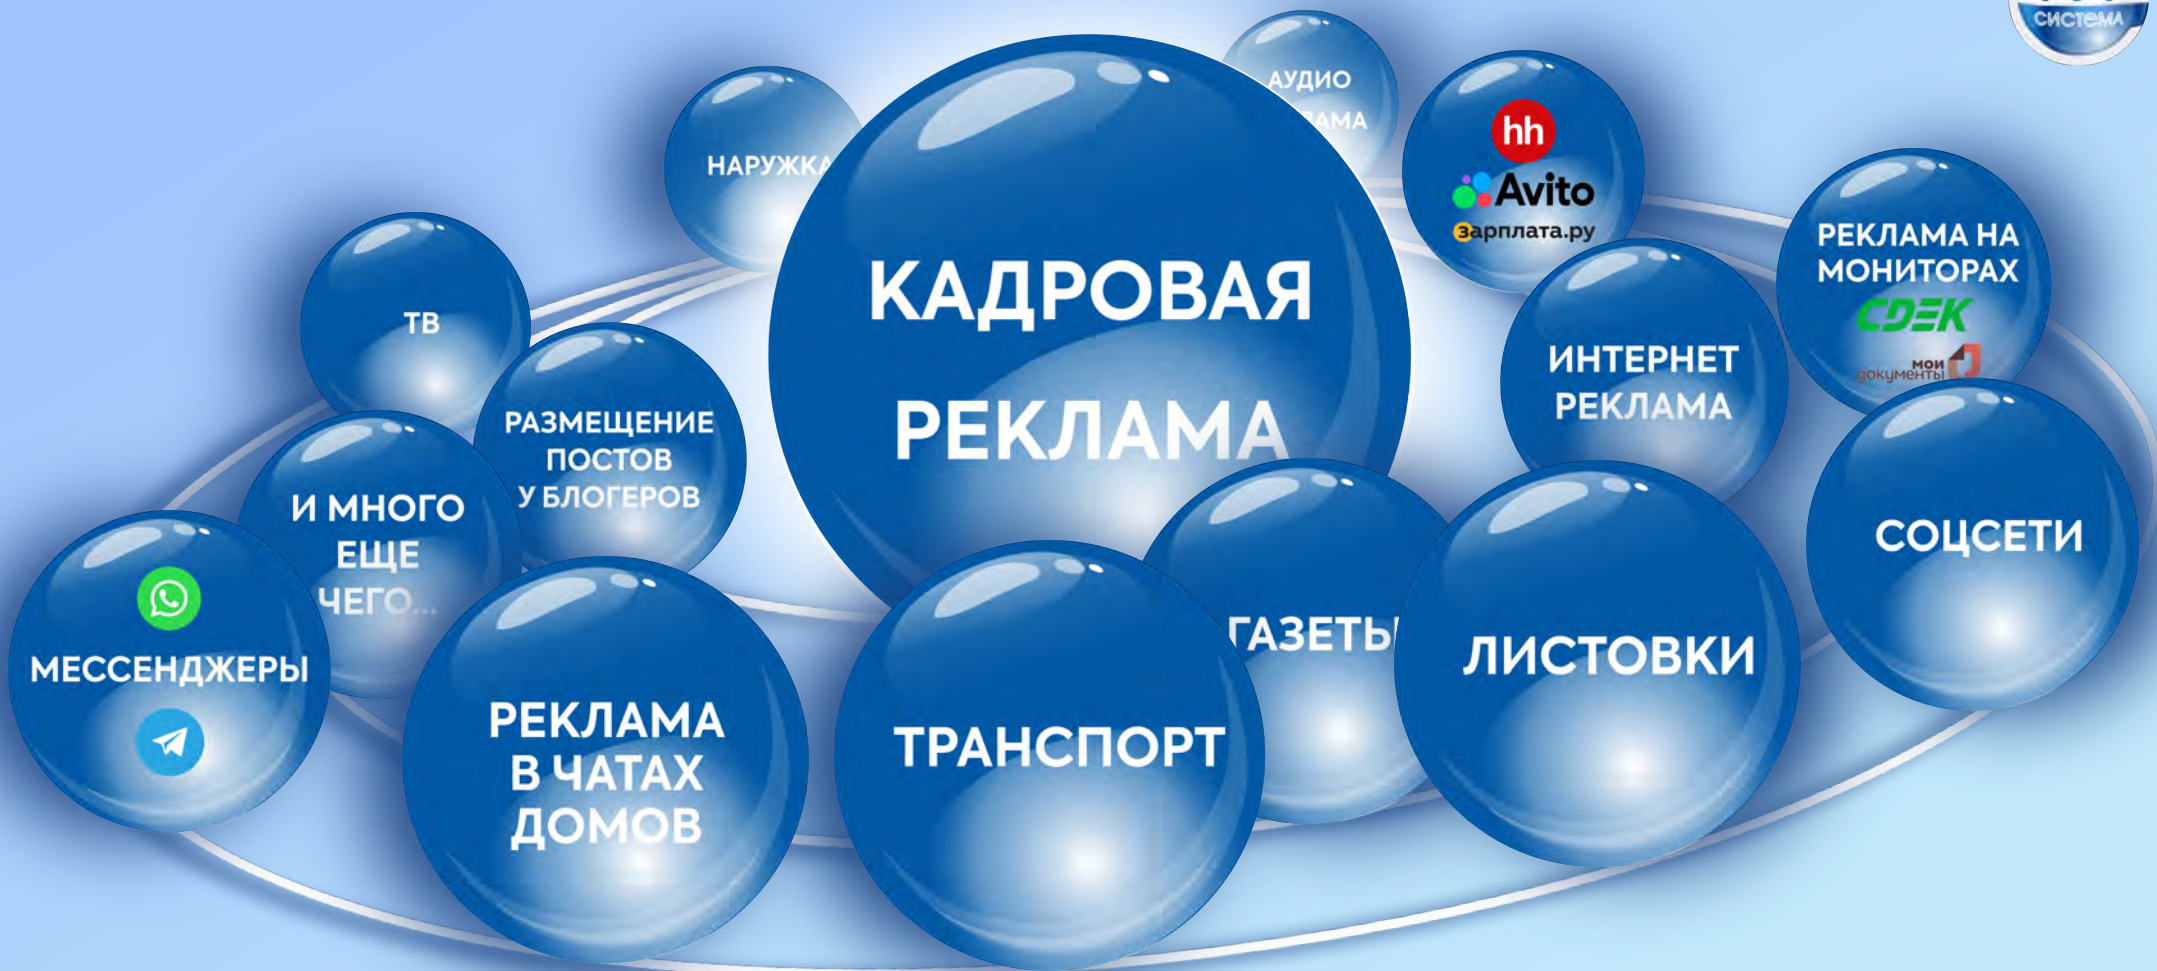 СИСТЕМА
АУДИО
НАРУЖКА
hh
Avito
зарплата.ру
РЕКЛАМА НА
МОНИТОРАХ
CDEK
мои
документы
КАДРОВАЯ
РЕКЛАМА
ТВ
ИНТЕРНЕТ
РЕКЛАМА
РАЗМЕЩЕНИЕ
ПОСТОВ
У БЛОГЕРОВ
И МНОГО
ЕЩЕ
ЧЕГО...
СОЦСЕТИ
МЕССЕНДЖЕРЫ
ГАЗЕТЫ
ЛИСТОВКИ
РЕКЛАМА
В ЧАТАХ
ДОМОВ
ТРАНСПОРТ